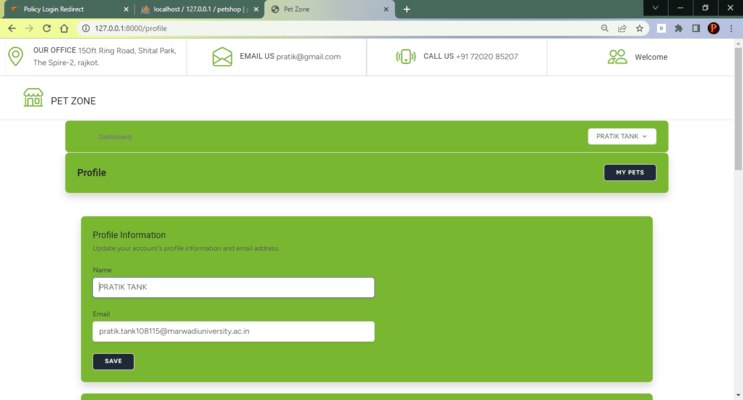 Policy Login Redirect
localhost / 127.0.0.1 / petshop |
Pet Zone
127.0.0.1:8000/profile
OUR OFFICE 150ft Ring Road, Shital Park,
The Spire-2, rajkot.
EMAIL US pratik@gmail.com
CALL US +91 72020 85207
Welcome
PET ZONE
Dashboard
PRATIK TANK
Profile
MY PETS
Profile Information
Update your account's profile information and email address.
Name
PRATIK TANK
Email
pratik.tank108115@marwadiuniversity.ac.in
SAVE